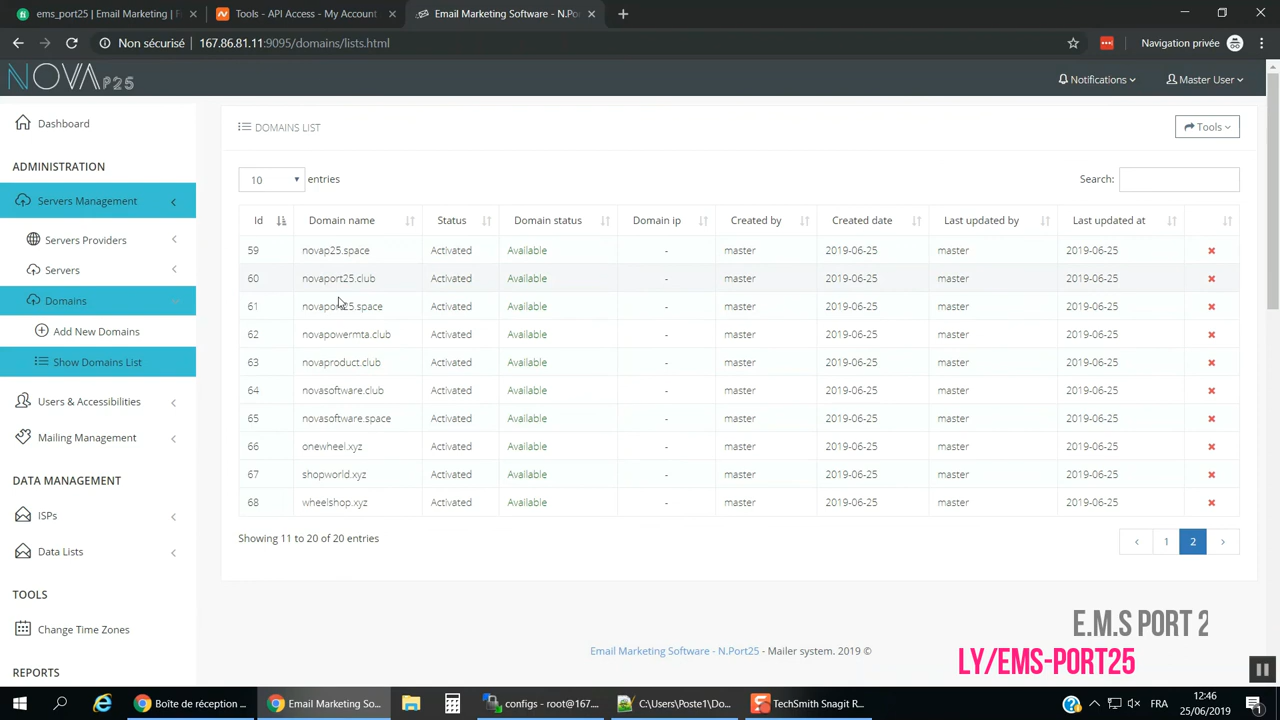 ems_port25 | Email Marketing | F
Tools - API Access - My Account
Email Marketing Software - N.Po
Non sécurisé
167.86.81.11:9095/domains/lists.html
Navigation privée
NOVAP25
Notifications
Master User
Dashboard
ADMINISTRATION
Servers Management
Servers Providers
Servers
Domains
Add New Domains
Show Domains List
Users & Accessibilities
Mailing Management
DATA MANAGEMENT
ISPs
Data Lists
TOOLS
Change Time Zones
REPORTS
DOMAINS LIST
Tools
10 entries
Search:
Id Domain name Status Domain status Domain ip Created by Created date Last updated by Last updated at
59 novap25.space Activated Available - master 2019-06-25 master 2019-06-25
60 novaport25.club Activated Available - master 2019-06-25 master 2019-06-25
61 novaport25.space Activated Available - master 2019-06-25 master 2019-06-25
62 novapowermta.club Activated Available - master 2019-06-25 master 2019-06-25
63 novaproduct.club Activated Available - master 2019-06-25 master 2019-06-25
64 novasoftware.club Activated Available - master 2019-06-25 master 2019-06-25
65 novasoftware.space Activated Available - master 2019-06-25 master 2019-06-25
66 onewheel.xyz Activated Available - master 2019-06-25 master 2019-06-25
67 shopworld.xyz Activated Available - master 2019-06-25 master 2019-06-25
68 wheelshop.xyz Activated Available - master 2019-06-25 master 2019-06-25
Showing 11 to 20 of 20 entries
< 1 2 >
Email Marketing Software - N.Port25 - Mailer system. 2019 ©
E.M.S PORT 2
LY/EMS-PORT25
Boîte de réception ...
Email Marketing So...
configs - root@167....
C:\Users\Poste1\Do...
TechSmith Snagit R...
FR
12:46
25/06/2019
1